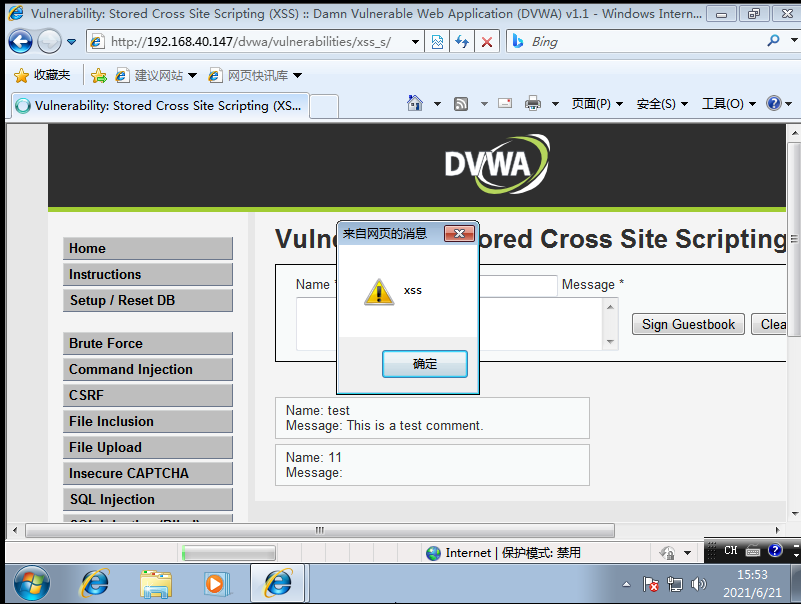 Vulnerability: Stored Cross Site Scripting (XSS) :: Damn Vulnerable Web Application (DVWA) v1.1 - Windows Intern...
http://192.168.40.147/dvwa/vulnerabilities/xss_s/
Bing
收藏夹
建议网站
网页快讯库
Vulnerability: Stored Cross Site Scripting (XS...
页面(P)
安全(S)
工具(O)
DVWA
Home
Instructions
Setup / Reset DB
Brute Force
Command Injection
CSRF
File Inclusion
File Upload
Insecure CAPTCHA
SQL Injection
Vuln
ored Cross Site Scripting
来自网页的消息
xss
确定
Name *
Message *
Sign Guestbook
Clea
Name: test
Message: This is a test comment.
Name: 11
Message:
Internet | 保护模式: 禁用
CH
15:53
2021/6/21